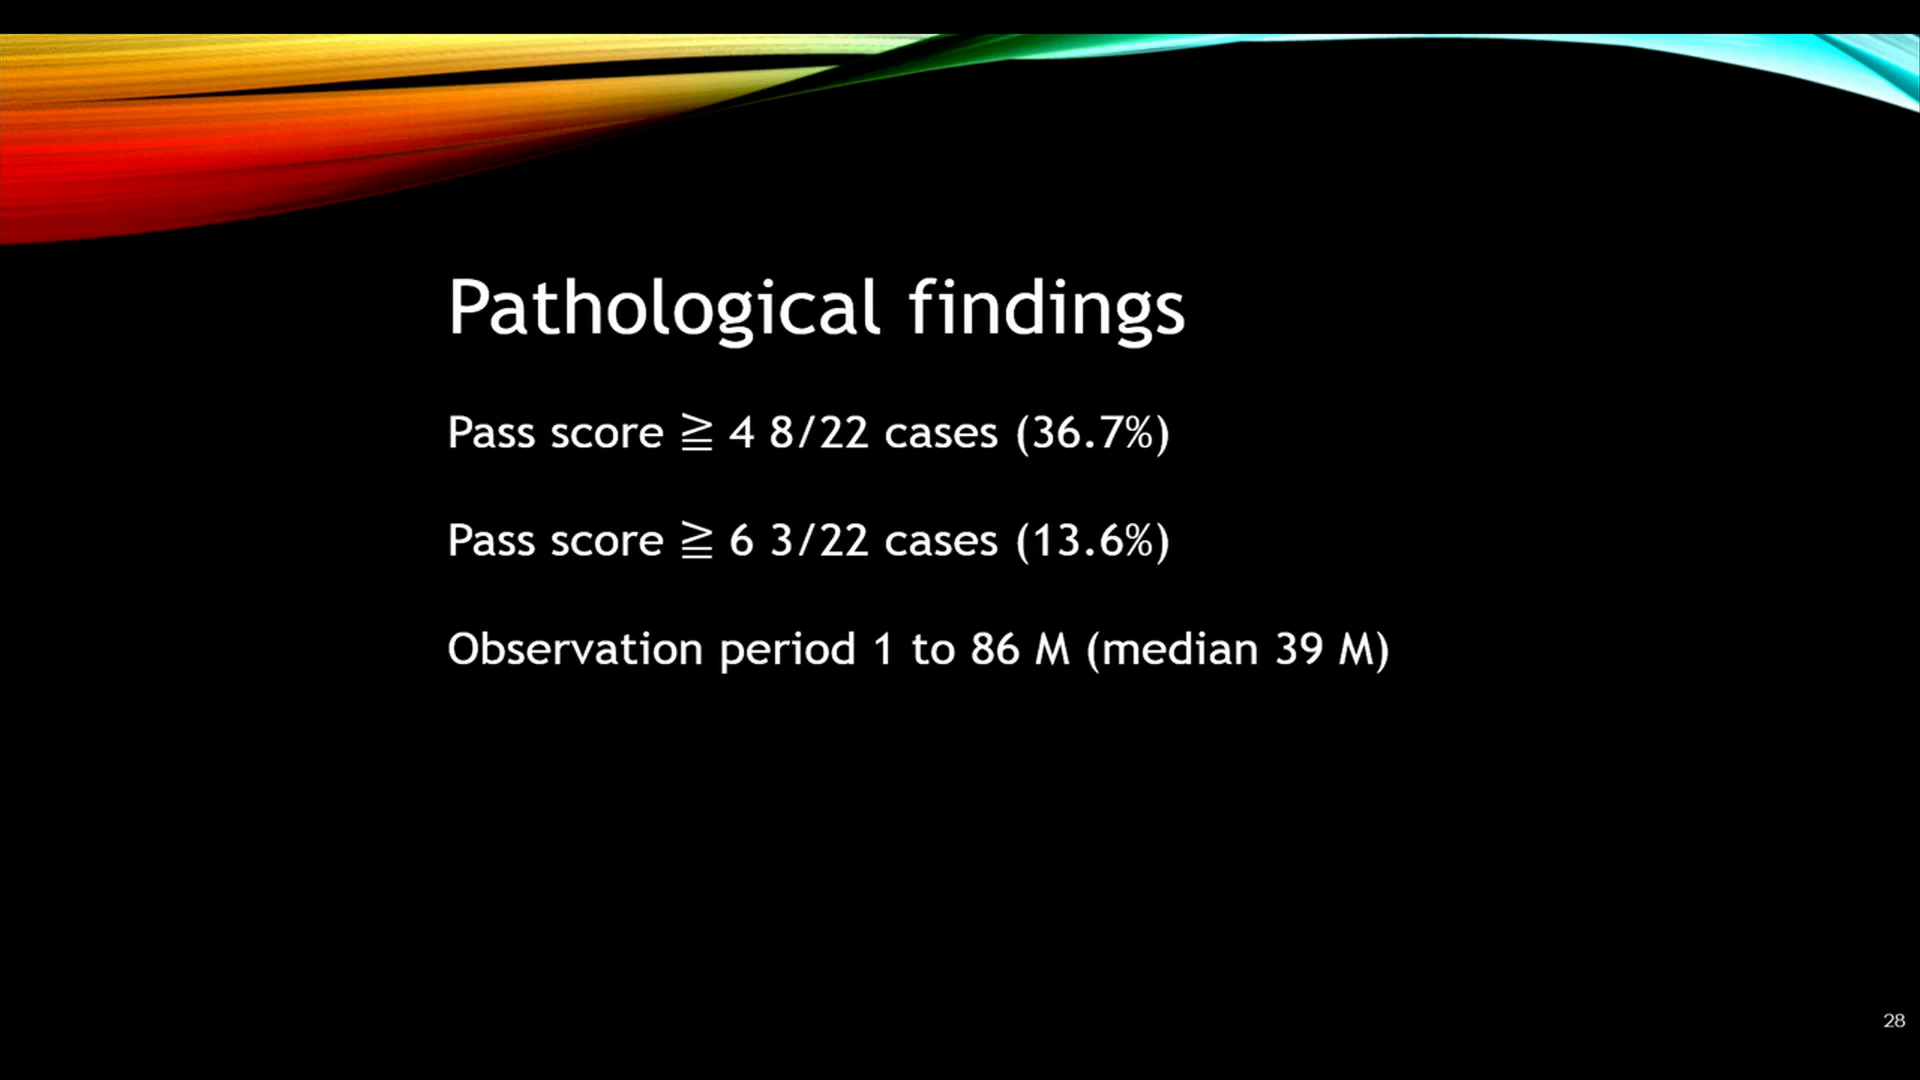 Pathological findings
Pass score ≧ 4 8/22 cases (36.7%)
Pass score ≧ 6 3/22 cases (13.6%)
Observation period 1 to 86 M (median 39 M)
28